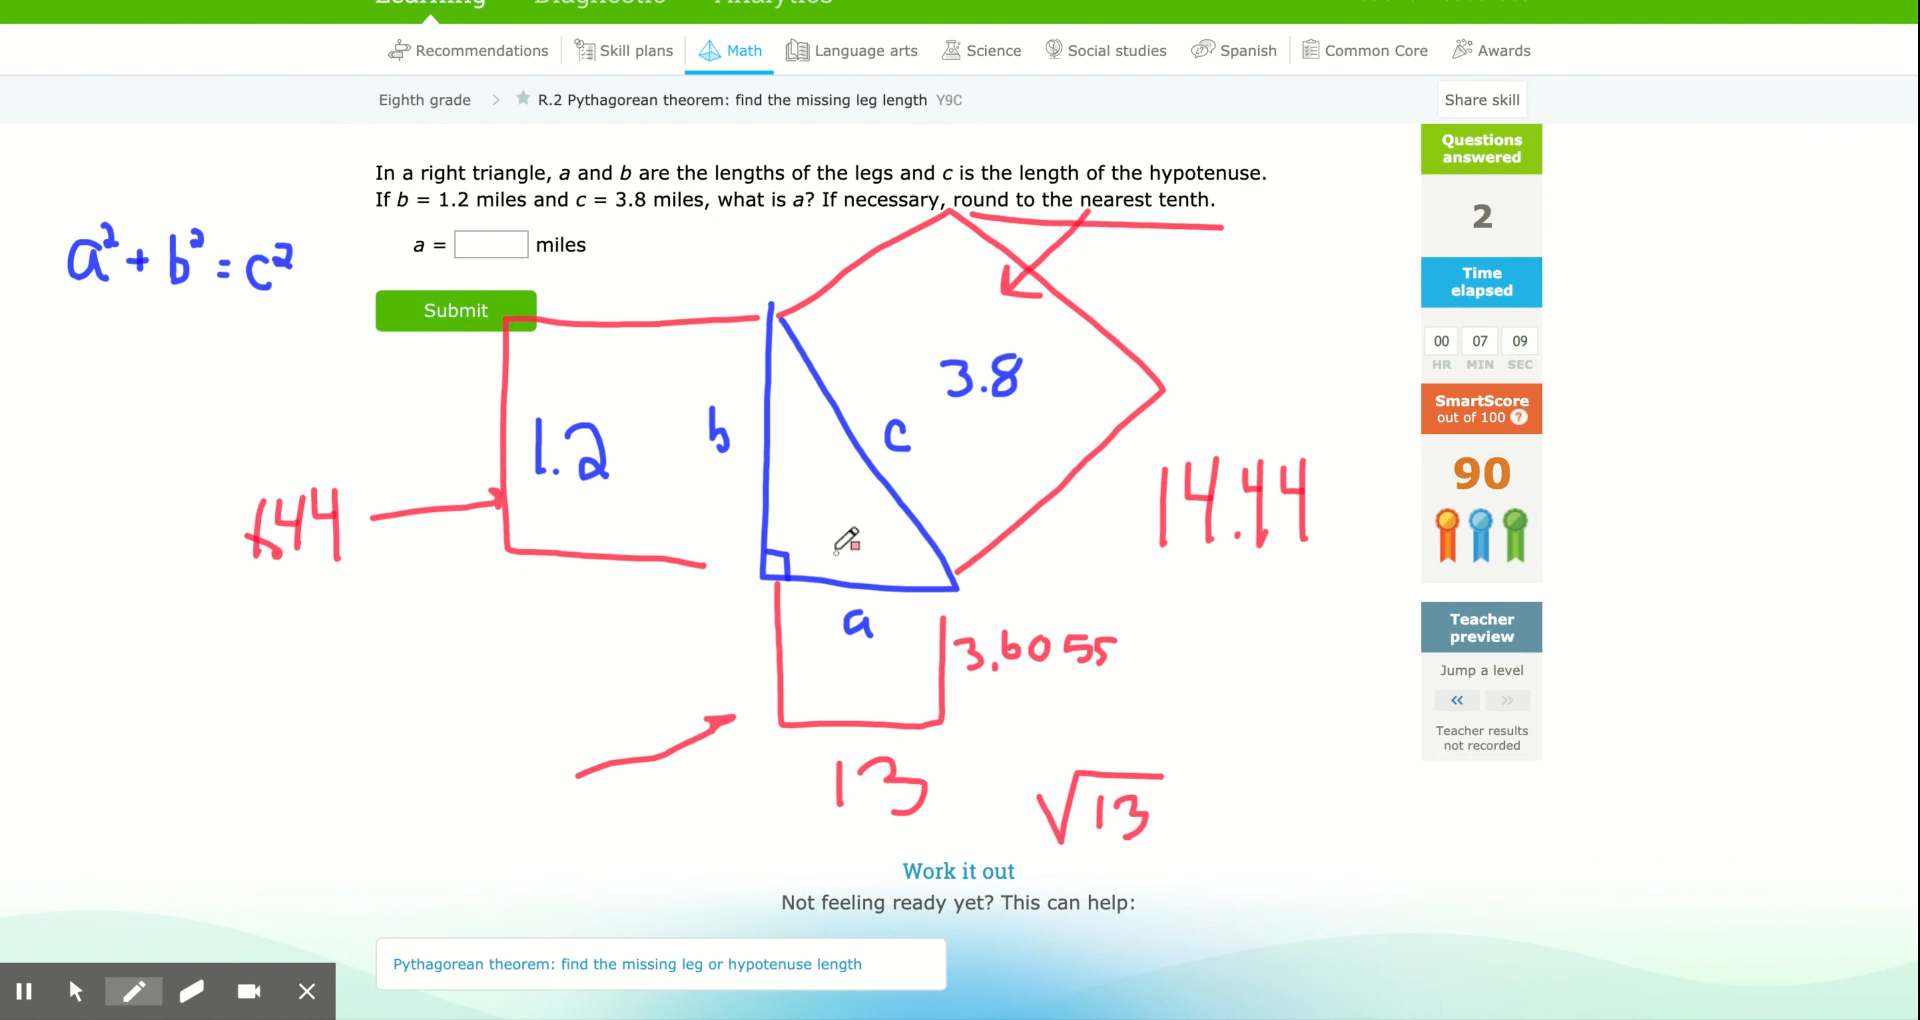 Learning Diagnostic Analytics
Recommendations Skill plans Math Language arts Science Social studies Spanish Common Core Awards
Eighth grade > R.2 Pythagorean theorem: find the missing leg length Y9C
Share skill
In a right triangle, a and b are the lengths of the legs and c is the length of the hypotenuse.
If b = 1.2 miles and c = 3.8 miles, what is a? If necessary, round to the nearest tenth.
a = miles
Submit
a² + b² = c²
1.2
b
c
3.8
1.44
14.44
a
3.6055
13
√13
Questions
answered
2
Time
elapsed
00 07 09
HR MIN SEC
SmartScore
out of 100 ?
90
Teacher
preview
Jump a level
<< >>
Teacher results
not recorded
Work it out
Not feeling ready yet? This can help:
Pythagorean theorem: find the missing leg or hypotenuse length